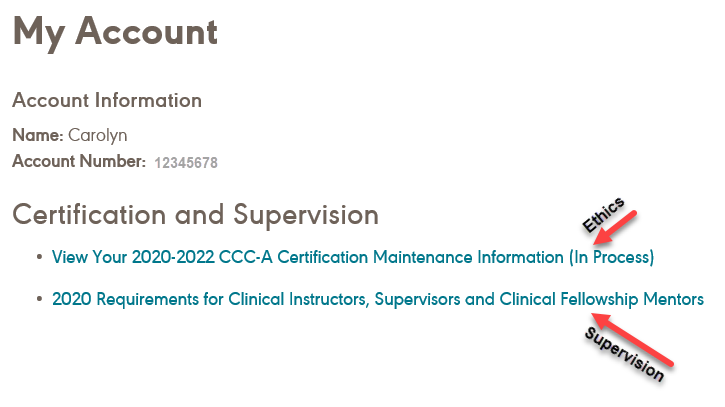 My Account
Account Information
Name: Carolyn
Account Number: 12345678
Certification and Supervision
Ethics
• View Your 2020-2022 CCC-A Certification Maintenance Information (In Process)
• 2020 Requirements for Clinical Instructors, Supervisors and Clinical Fellowship Mentors
Supervision